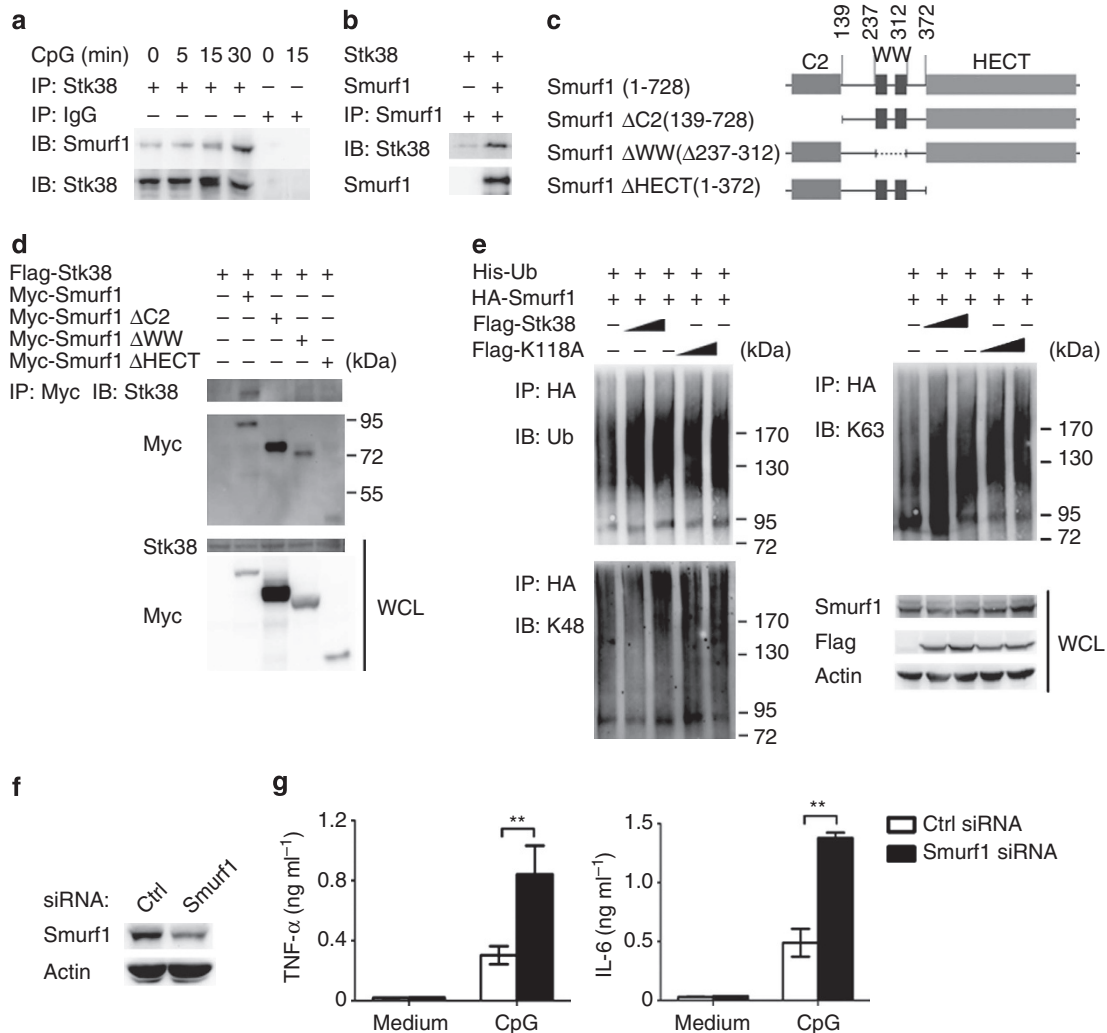 a
CpG (min) 0 5 15 30 0 15
IP: Stk38 + + + + – –
IP: IgG + +
IB: Smurf1
IB: Stk38
b
Stk38 + +
Smurf1 – +
IP: Smurf1 + +
IB: Stk38
Smurf1
c
139 237 312 372
C2 WW HECT
Smurf1 (1-728)
Smurf1 ΔC2(139-728)
Smurf1 ΔWW(Δ237-312)
Smurf1 ΔHECT(1-372)
d
Flag-Stk38 + + + + +
Myc-Smurf1 – + – – –
Myc-Smurf1 ΔC2 – – + – –
Myc-Smurf1 ΔWW – – – + –
Myc-Smurf1 ΔHECT – – – – + (kDa)
IP: Myc IB: Stk38
Myc
95
72
55
Stk38
Myc
WCL
e
His-Ub + + + + + + + + + +
HA-Smurf1 + + + + + + + + + +
Flag-Stk38 – – – – – –
Flag-K118A – – – (kDa) – – – (kDa)
IP: HA
IB: Ub
170
130
95
72
IP: HA
IB: K63
170
130
95
72
IP: HA
IB: K48
170
130
95
72
Smurf1
Flag
Actin
WCL
f
siRNA: Ctrl Smurf1
Smurf1
Actin
g
TNF-α (ng ml⁻¹)
1.2
0.8
0.4
0
**
Medium CpG
IL-6 (ng ml⁻¹)
1.5
1.0
0.5
0
**
Medium CpG
Ctrl siRNA
Smurf1 siRNA